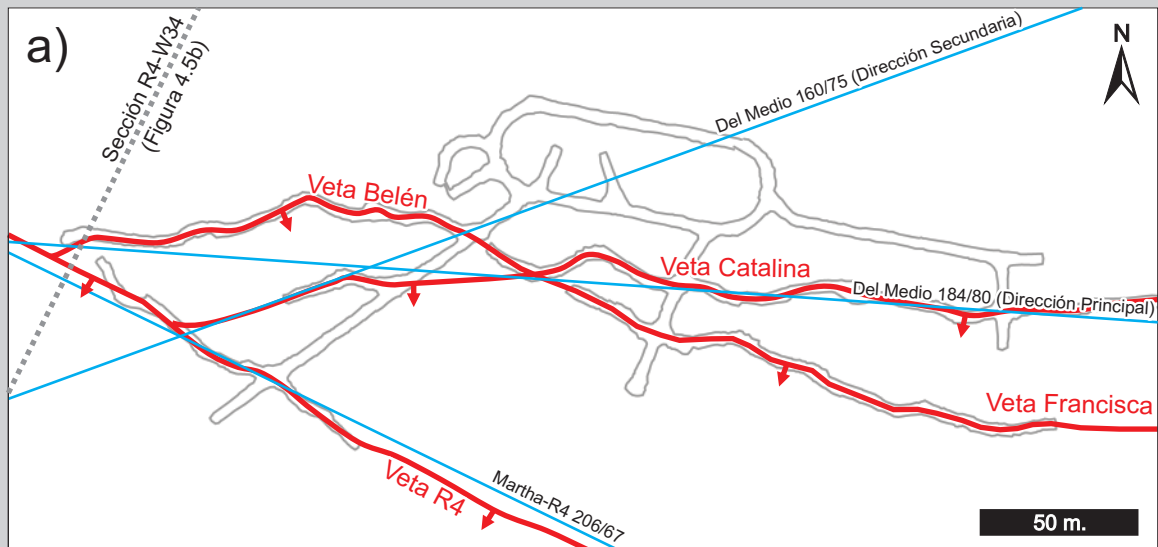 a)
Sección R4-W34
(Figura 4.5b)
Del Medio 160/75 (Dirección Secundaria)
N
Veta Belén
Veta Catalina
Del Medio 184/80 (Dirección Principal)
Veta Francisca
Veta R4
Martha-R4 206/67
50 m.